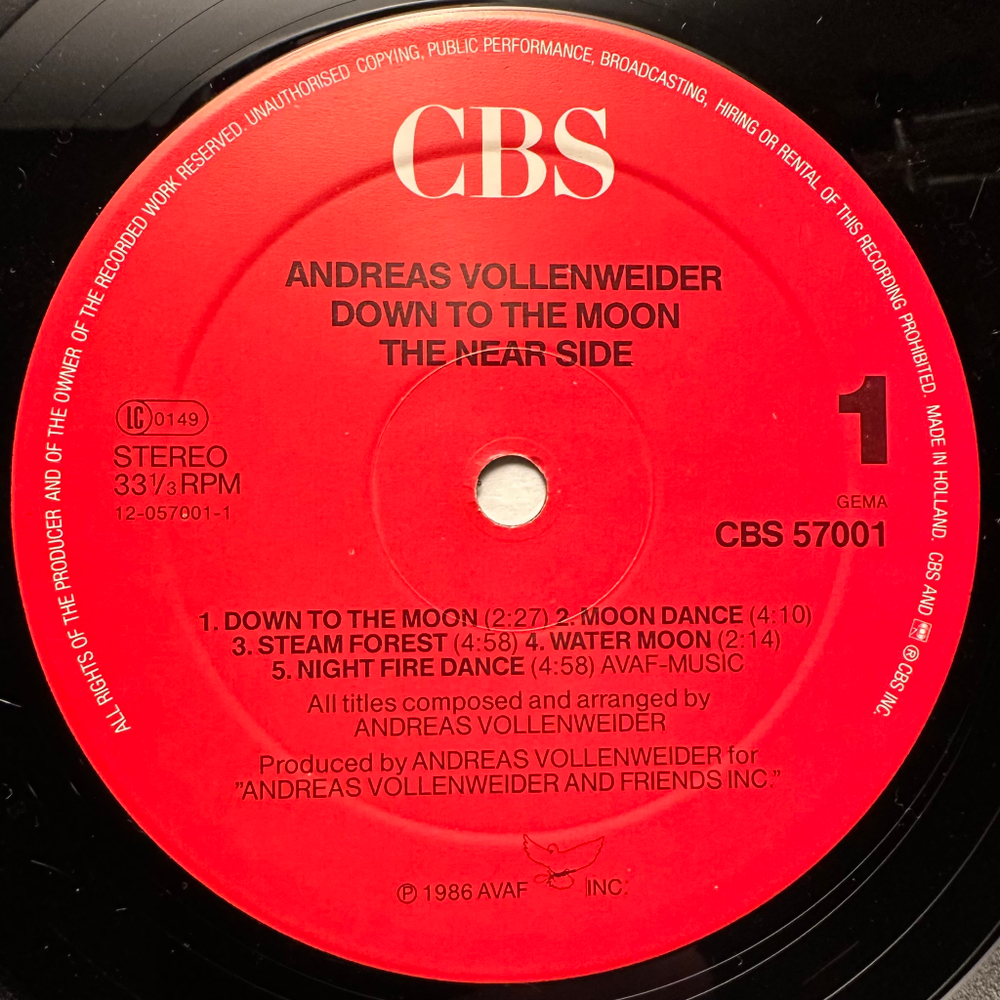 ALL RIGHTS OF THE PRODUCER AND OF THE OWNER OF THE RECORDED WORK RESERVED. UNAUTHORISED COPYING, PUBLIC PERFORMANCE, BROADCASTING, HIRING OR RENTAL OF THIS RECORDING PROHIBITED. MADE IN HOLLAND. CBS AND ℗ CBS INC.
CBS
ANDREAS VOLLENWEIDER
DOWN TO THE MOON
THE NEAR SIDE
LC 0149
STEREO
33 1/3 RPM
12-057001-1
1
GEMA
CBS 57001
1. DOWN TO THE MOON (2:27) 2. MOON DANCE (4:10)
3. STEAM FOREST (4:58) 4. WATER MOON (2:14)
5. NIGHT FIRE DANCE (4:58) AVAF-MUSIC
All titles composed and arranged by
ANDREAS VOLLENWEIDER
Produced by ANDREAS VOLLENWEIDER for
"ANDREAS VOLLENWEIDER AND FRIENDS INC."
℗ 1986 AVAF INC.